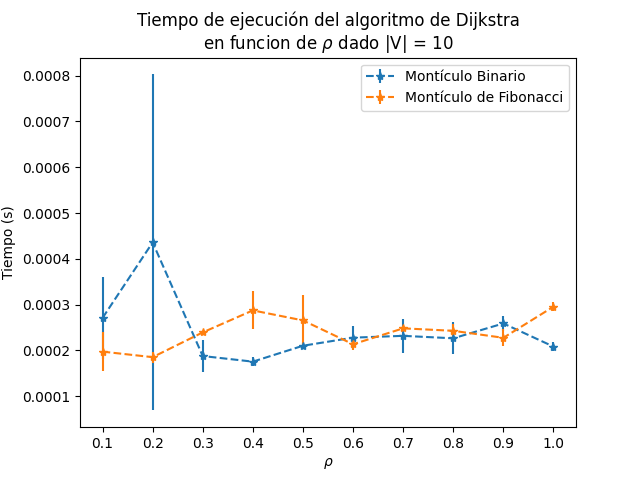 Tiempo de ejecución del algoritmo de Dijkstra
en funcion de ρ dado |V| = 10
Montículo Binario
Montículo de Fibonacci
Tiempo (s)
0.0008
0.0007
0.0006
0.0005
0.0004
0.0003
0.0002
0.0001
0.1 0.2 0.3 0.4 0.5 0.6 0.7 0.8 0.9 1.0
ρ